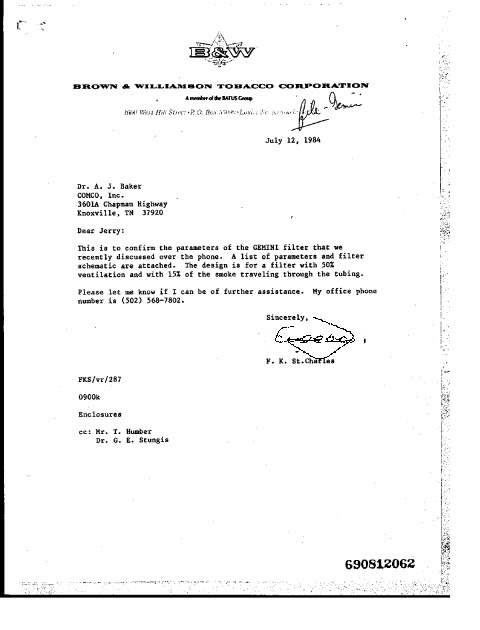 B&W
BROWN & WILLIAMSON TOBACCO CORPORATION
A member of the BATUS Group
1600 West Hill Street • P. O. Box
file - Gemini
July 12, 1984
Dr. A. J. Baker
COMCO, Inc.
3601A Chapman Highway
Knoxville, TN 37920
Dear Jerry:
This is to confirm the parameters of the GEMINI filter that we
recently discussed over the phone. A list of parameters and filter
schematic are attached. The design is for a filter with 50%
ventilation and with 15% of the smoke traveling through the tubing.
Please let me know if I can be of further assistance. My office phone
number is (502) 568-7802.
Sincerely,
F. K. St.Charles
FKS/vr/287
0900k
Enclosures
cc: Mr. T. Humber
Dr. G. E. Stungis
690812062